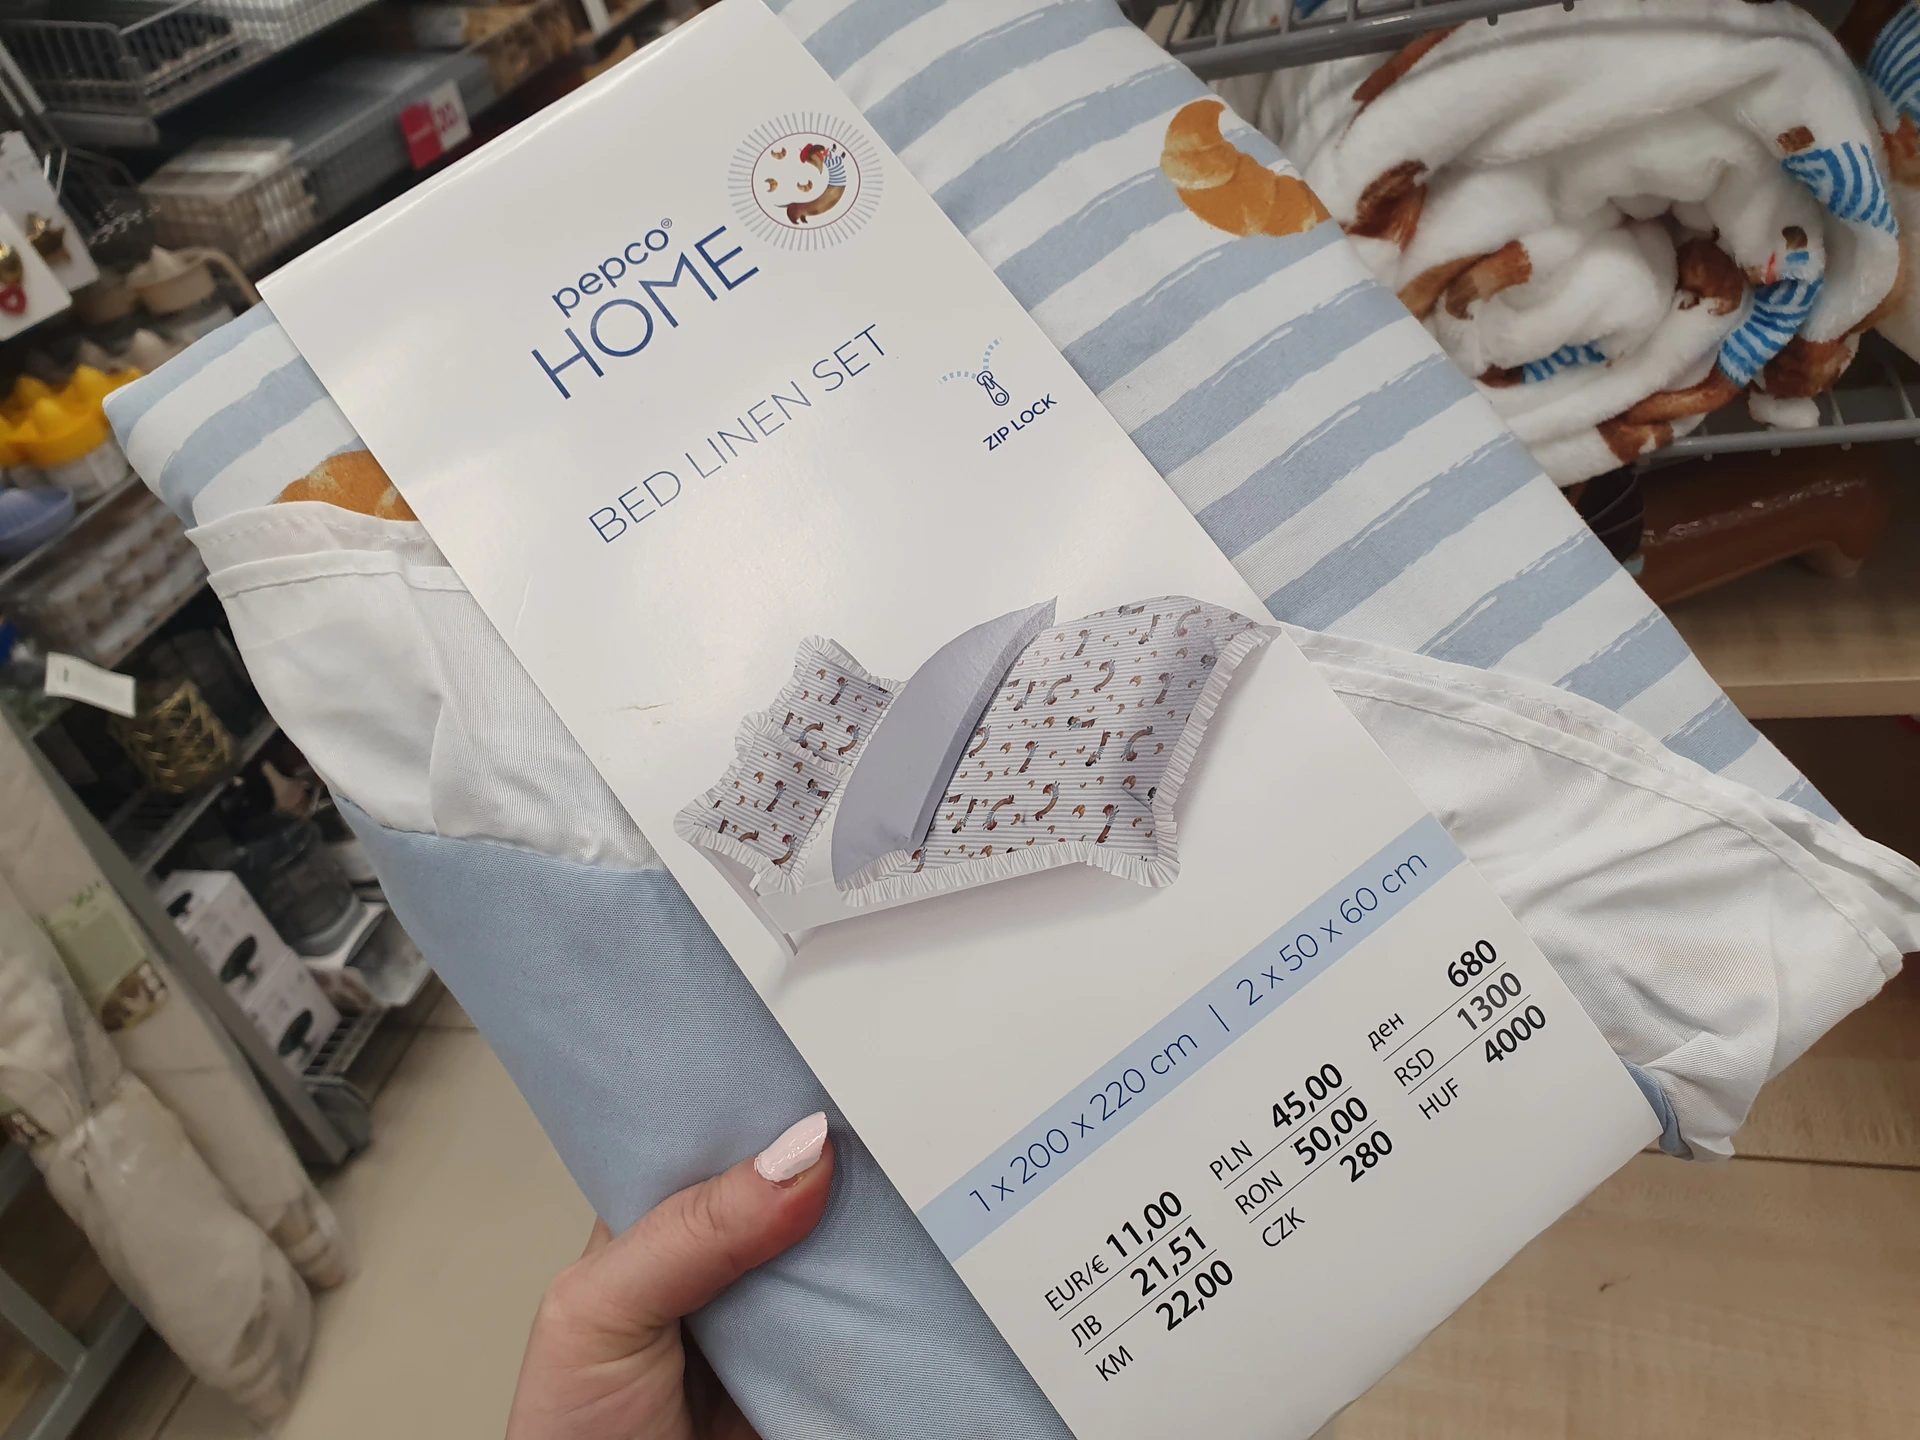 pepco®
HOME
BED LINEN SET
ZIP LOCK
1 x 200 x 220 cm | 2 x 50 x 60 cm
EUR/€ 11,00
ЛВ 21,51
KM 22,00
PLN 45,00
RON 50,00
CZK 280
ден 680
RSD 1300
HUF 4000